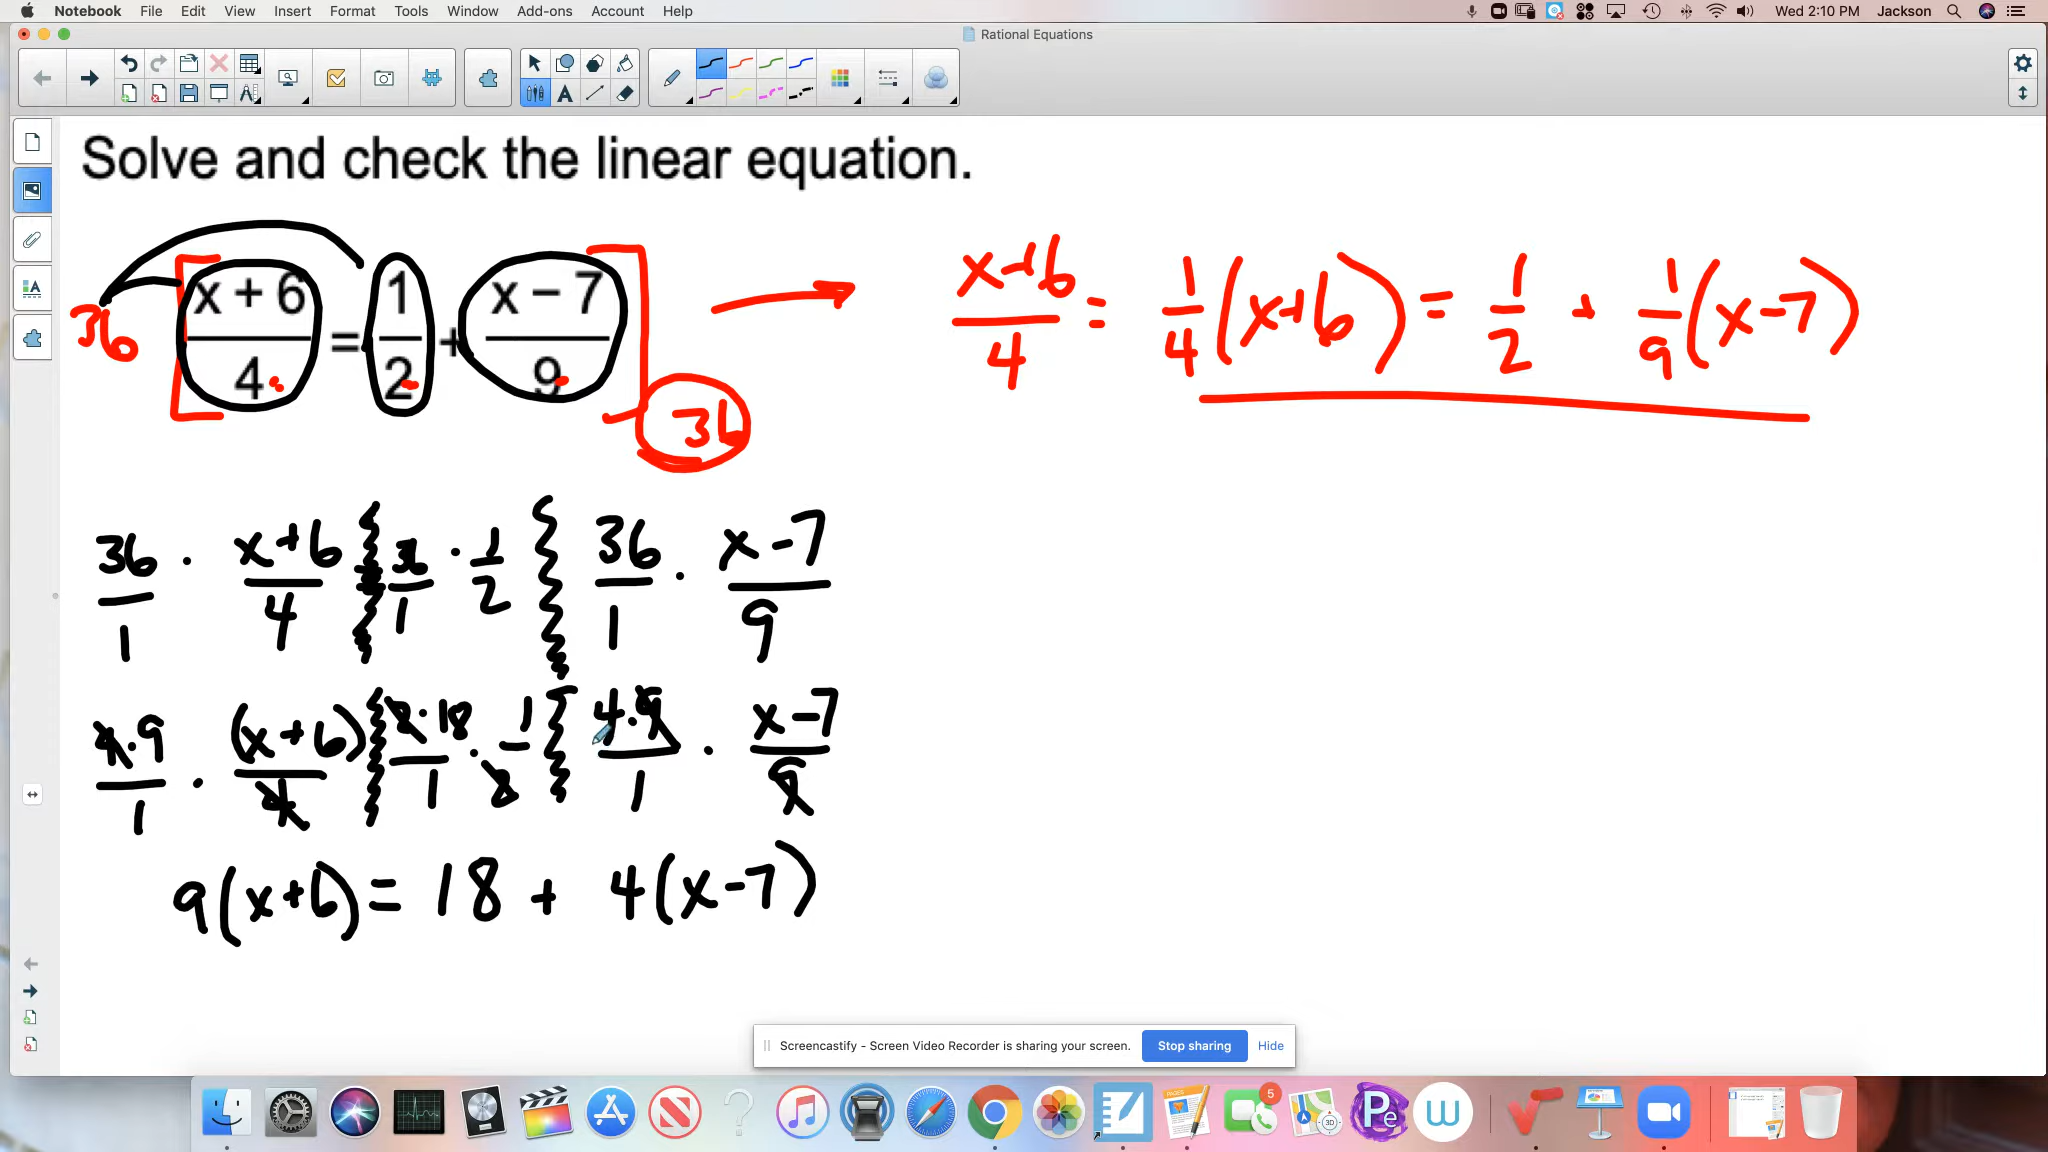 Notebook File Edit View Insert Format Tools Window Add-ons Account Help Wed 2:10 PM Jackson
Rational Equations
Solve and check the linear equation.
36 [ (x + 6)/4 = 1/2 + (x − 7)/9 ] 36
(x+6)/4 = 1/4 (x+6) = 1/2 + 1/9 (x-7)
36/1 · (x+6)/4 36/1 · 1/2 36/1 · (x-7)/9
4·9/1 · (x+6)/4 2·18/1 · 1/2 4·9/1 · (x-7)/9
9(x+6) = 18 + 4(x-7)
Screencastify - Screen Video Recorder is sharing your screen. Stop sharing Hide
5
3D
Pe
W